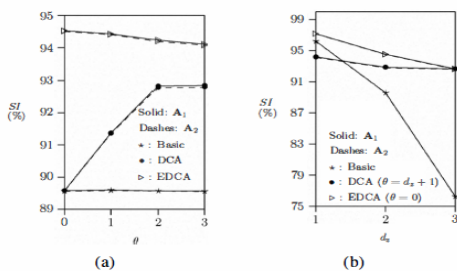 95
94
93
SI
(%)
92
91
90
89
0
1
2
3
θ
Solid: A₁
Dashes: A₂
∗ : Basic
● : DCA
▷ : EDCA
(a)
99
95
91
SI
(%)
87
83
79
75
1
2
3
dₛ
Solid: A₁
Dashes: A₂
∗ : Basic
● : DCA (θ = dₛ + 1)
▷ : EDCA (θ = 0)
(b)